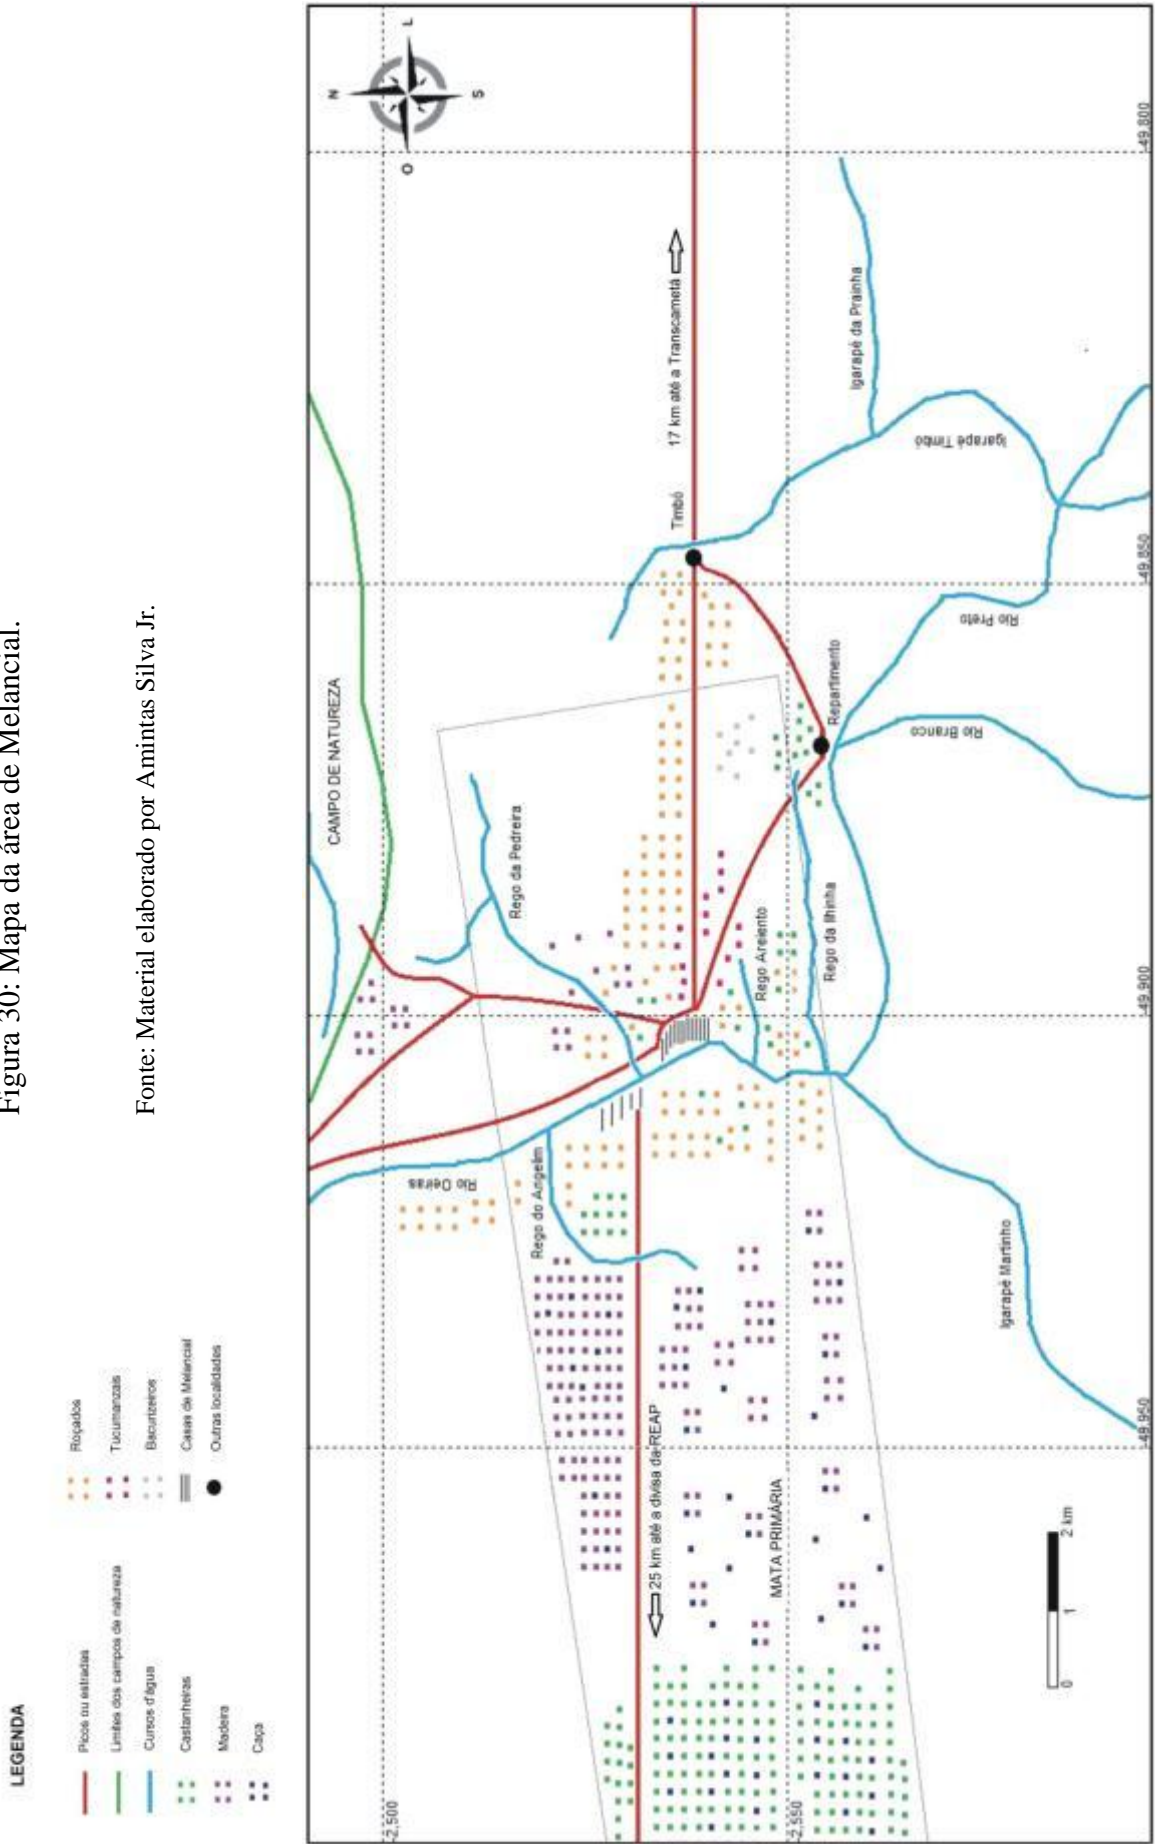 Figura 30: Mapa da área de Melancial.
CAMPO DE NATUREZA
N
L
S
O
Rego da Pedreira
Timbó
17 km até a Transcametá
Repartimento
Igarapé da Prainha
Igarapé Timbó
Rio Preto
Rio Branco
Rego Areiento
Rego da Ilhinha
Rio Oeiras
Rego do Angelim
Igarapé Martinho
25 km até a divisa da REAP
MATA PRIMÁRIA
-2,500
-2,550
-49,950
-49,900
-49,850
-49,800
0
1
2 km
LEGENDA
Picos ou estradas
Limites dos campos de natureza
Cursos d'água
Castanheiras
Madeira
Caça
Roçados
Tucumanzais
Bacurizeiros
Casas de Melancial
Outras localidades
Fonte: Material elaborado por Amintas Silva Jr.